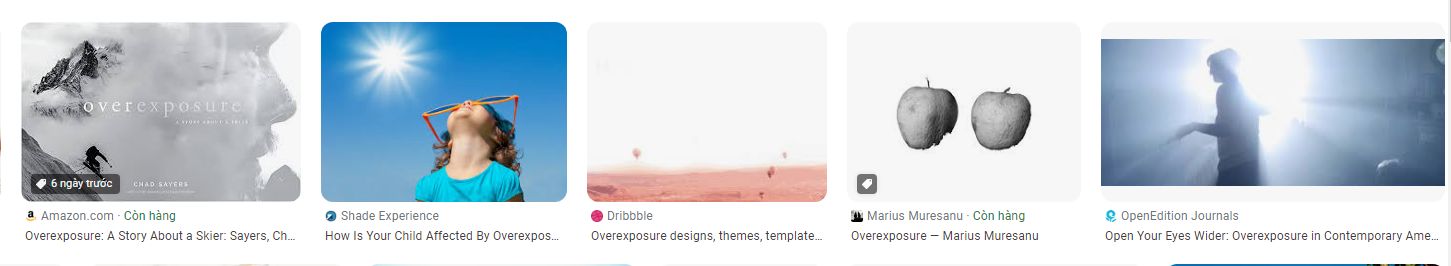 overexposure
A STORY ABOUT A SKIER
6 ngày trước
CHAD SAYERS
Amazon.com · Còn hàng
Overexposure: A Story About a Skier: Sayers, Ch...
Shade Experience
How Is Your Child Affected By Overexpos...
Dribbble
Overexposure designs, themes, template...
Marius Muresanu · Còn hàng
Overexposure — Marius Muresanu
OpenEdition Journals
Open Your Eyes Wider: Overexposure in Contemporary Ame...